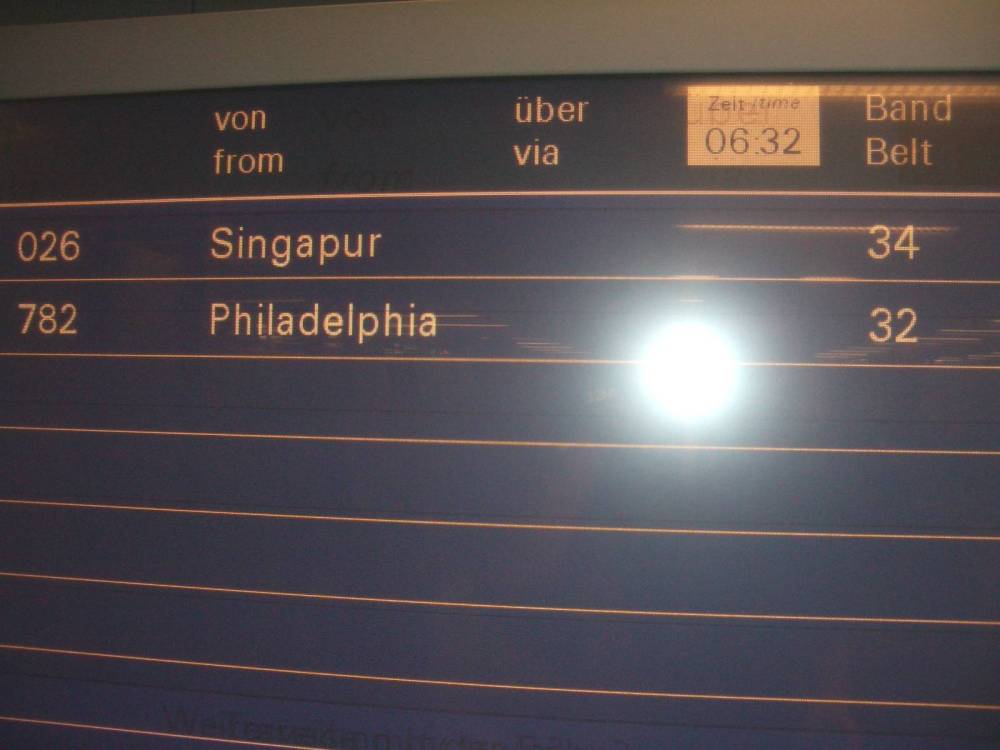 von über Zeit / time Band
from via 06:32 Belt
026 Singapur 34
782 Philadelphia 32